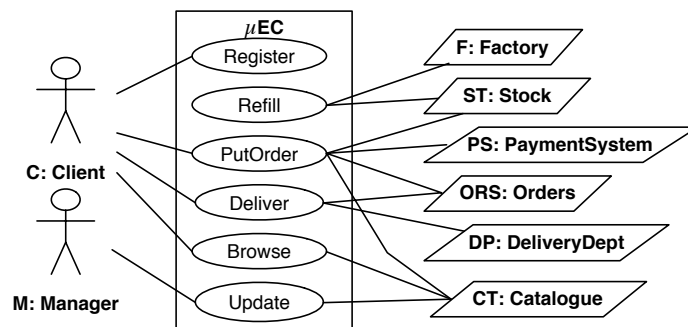 μEC
Register
Refill
PutOrder
Deliver
Browse
Update
C: Client
M: Manager
F: Factory
ST: Stock
PS: PaymentSystem
ORS: Orders
DP: DeliveryDept
CT: Catalogue